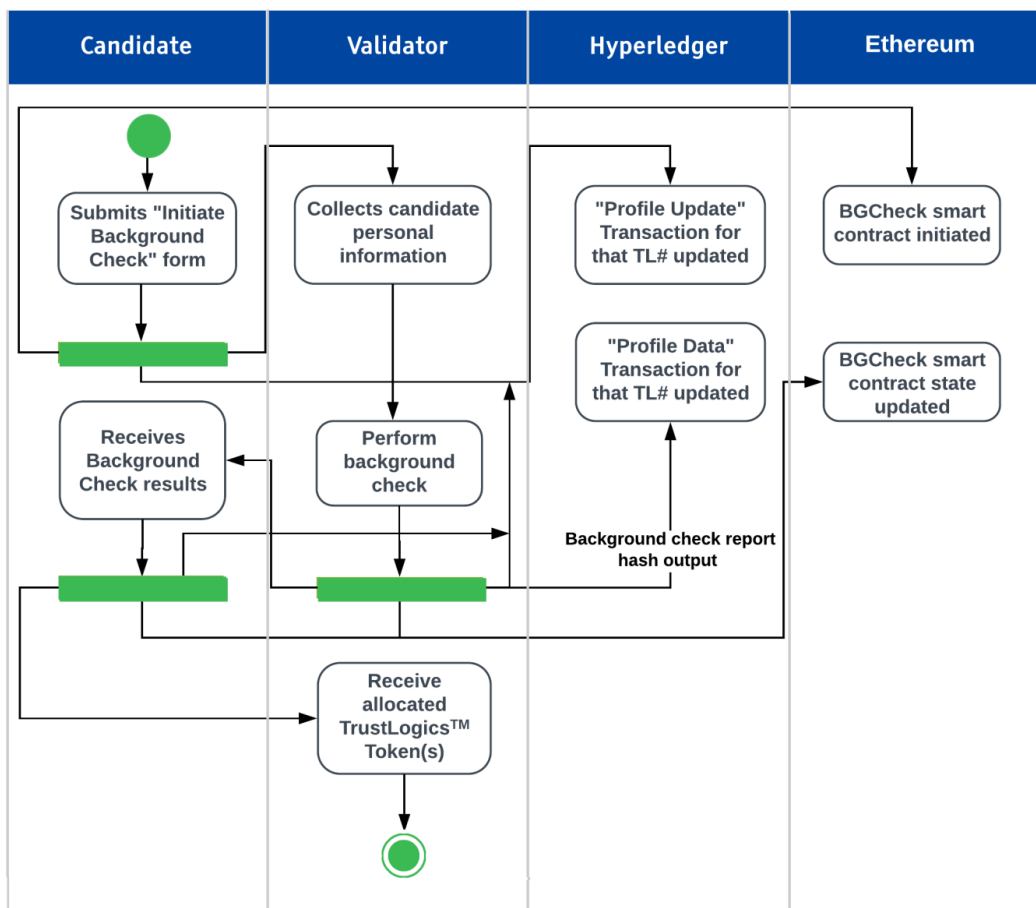 Candidate
Validator
Hyperledger
Ethereum
Submits "Initiate
Background
Check" form
Collects candidate
personal
information
"Profile Update"
Transaction for
that TL# updated
BGCheck smart
contract initiated
"Profile Data"
Transaction for
that TL# updated
BGCheck smart
contract state
updated
Receives
Background
Check results
Perform
background
check
Background check report
hash output
Receive
allocated
TrustLogics™
Token(s)